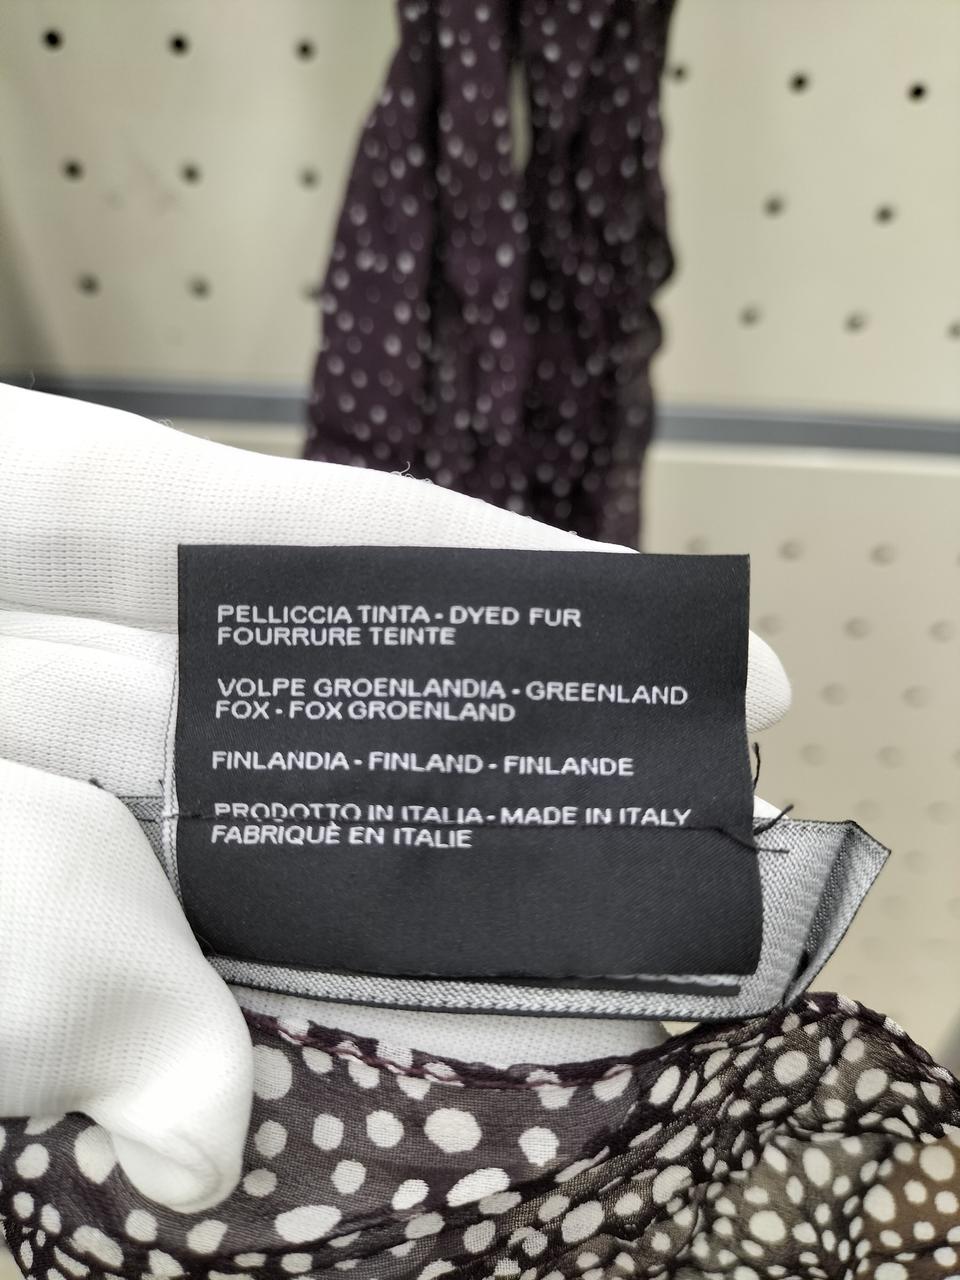 PELLICCIA TINTA - DYED FUR
FOURRURE TEINTE
VOLPE GROENLANDIA - GREENLAND
FOX - FOX GROENLAND
FINLANDIA - FINLAND - FINLANDE
PRODOTTO IN ITALIA - MADE IN ITALY
FABRIQUÈ EN ITALIE